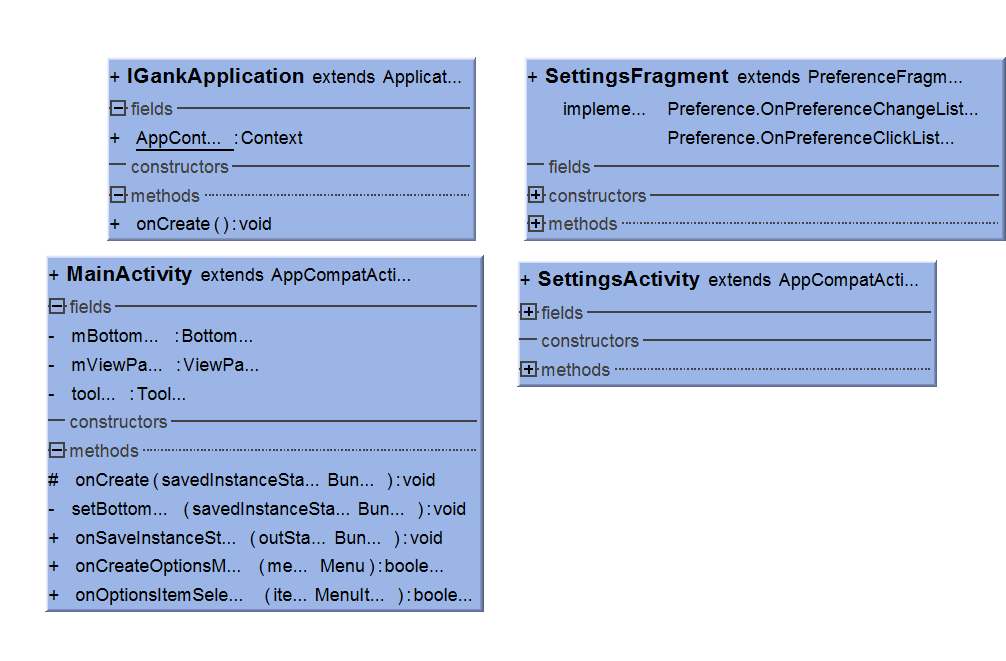 + IGankApplication extends Applicat...
fields
+ AppCont... : Context
constructors
methods
+ onCreate ( ) : void
+ SettingsFragment extends PreferenceFragm...
impleme... Preference.OnPreferenceChangeList...
Preference.OnPreferenceClickList...
fields
constructors
methods
+ MainActivity extends AppCompatActi...
fields
- mBottom... : Bottom...
- mViewPa... : ViewPa...
- tool... : Tool...
constructors
methods
# onCreate ( savedInstanceSta... Bun... ) : void
- setBottom... ( savedInstanceSta... Bun... ) : void
+ onSaveInstanceSt... ( outSta... Bun... ) : void
+ onCreateOptionsM... ( me... Menu ) : boole...
+ onOptionsItemSele... ( ite... MenuIt... ) : boole...
+ SettingsActivity extends AppCompatActi...
fields
constructors
methods